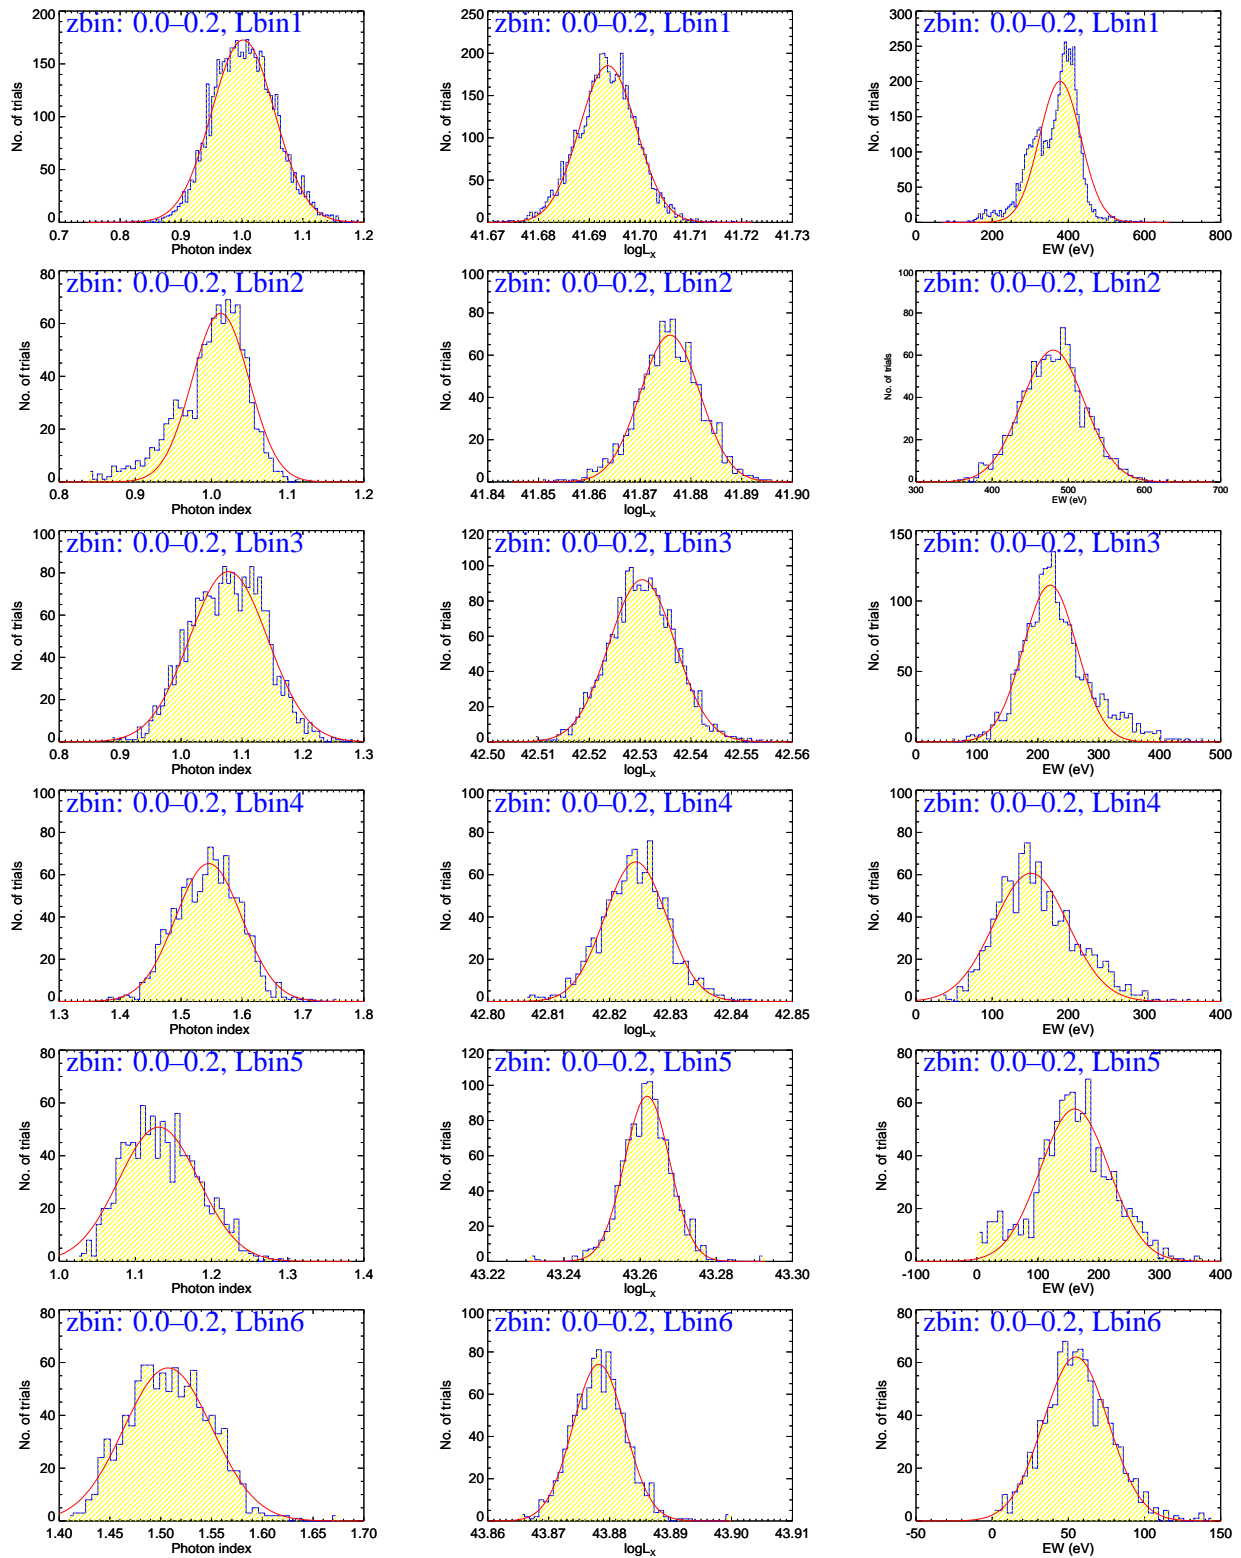 zbin: 0.0–0.2, Lbin1
No. of trials
200
150
100
50
0
0.7 0.8 0.9 1.0 1.1 1.2
Photon index
zbin: 0.0–0.2, Lbin1
No. of trials
250
200
150
100
50
0
41.67 41.68 41.69 41.70 41.71 41.72 41.73
logLx
zbin: 0.0–0.2, Lbin1
No. of trials
300
250
200
150
100
50
0
0 200 400 600 800
EW (eV)
zbin: 0.0–0.2, Lbin2
No. of trials
80
60
40
20
0
0.8 0.9 1.0 1.1 1.2
Photon index
zbin: 0.0–0.2, Lbin2
No. of trials
100
80
60
40
20
0
41.84 41.85 41.86 41.87 41.88 41.89 41.90
logLx
zbin: 0.0–0.2, Lbin2
No. of trials
100
80
60
40
20
0
300 400 500 600 700
EW (eV)
zbin: 0.0–0.2, Lbin3
No. of trials
100
80
60
40
20
0
0.8 0.9 1.0 1.1 1.2 1.3
Photon index
zbin: 0.0–0.2, Lbin3
No. of trials
120
100
80
60
40
20
0
42.50 42.51 42.52 42.53 42.54 42.55 42.56
logLx
zbin: 0.0–0.2, Lbin3
No. of trials
150
100
50
0
0 100 200 300 400 500
EW (eV)
zbin: 0.0–0.2, Lbin4
No. of trials
100
80
60
40
20
0
1.3 1.4 1.5 1.6 1.7 1.8
Photon index
zbin: 0.0–0.2, Lbin4
No. of trials
100
80
60
40
20
0
42.80 42.81 42.82 42.83 42.84 42.85
logLx
zbin: 0.0–0.2, Lbin4
No. of trials
100
80
60
40
20
0
0 100 200 300 400
EW (eV)
zbin: 0.0–0.2, Lbin5
No. of trials
80
60
40
20
0
1.0 1.1 1.2 1.3 1.4
Photon index
zbin: 0.0–0.2, Lbin5
No. of trials
120
100
80
60
40
20
0
43.22 43.24 43.26 43.28 43.30
logLx
zbin: 0.0–0.2, Lbin5
No. of trials
80
60
40
20
0
-100 0 100 200 300 400
EW (eV)
zbin: 0.0–0.2, Lbin6
No. of trials
80
60
40
20
0
1.40 1.45 1.50 1.55 1.60 1.65 1.70
Photon index
zbin: 0.0–0.2, Lbin6
No. of trials
100
80
60
40
20
0
43.86 43.87 43.88 43.89 43.90 43.91
logLx
zbin: 0.0–0.2, Lbin6
No. of trials
80
60
40
20
0
-50 0 50 100 150
EW (eV)